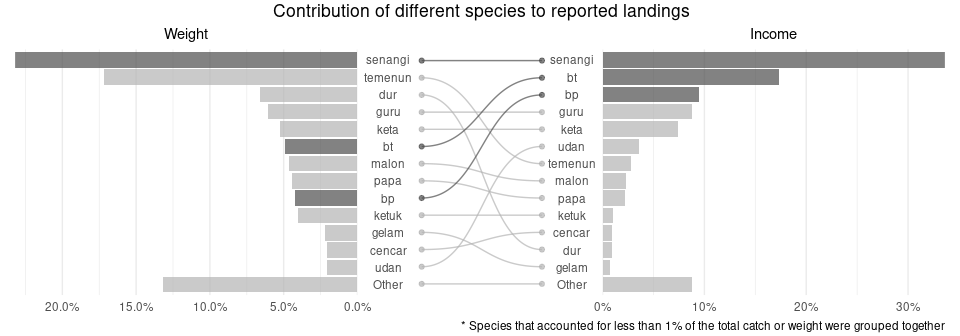 Contribution of different species to reported landings
Weight
Income
senangi senangi
temenun bt
dur bp
guru guru
keta keta
bt udan
malon temenun
papa malon
bp papa
ketuk ketuk
gelam cencar
cencar dur
udan gelam
Other Other
20.0% 15.0% 10.0% 5.0% 0.0% 0% 10% 20% 30%
* Species that accounted for less than 1% of the total catch or weight were grouped together